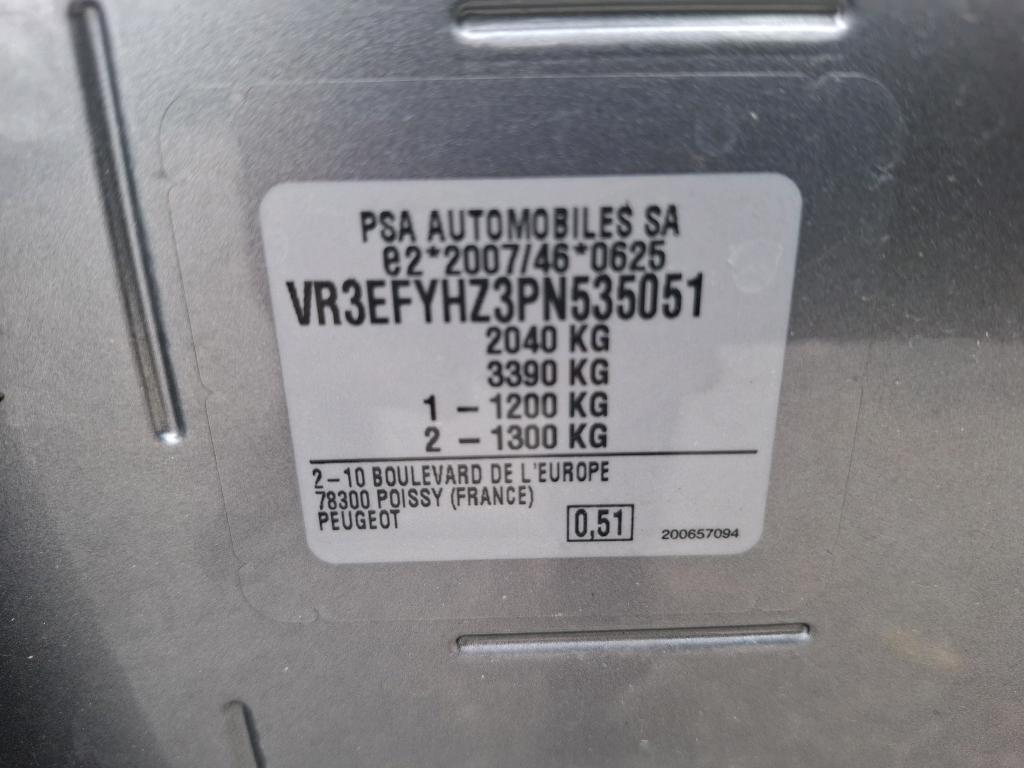 PSA AUTOMOBILES SA
e2*2007/46*0625
VR3EFYHZ3PN535051
2040 KG
3390 KG
1 - 1200 KG
2 - 1300 KG
2-10 BOULEVARD DE L'EUROPE
78300 POISSY (FRANCE)
PEUGEOT
0,51
200657094